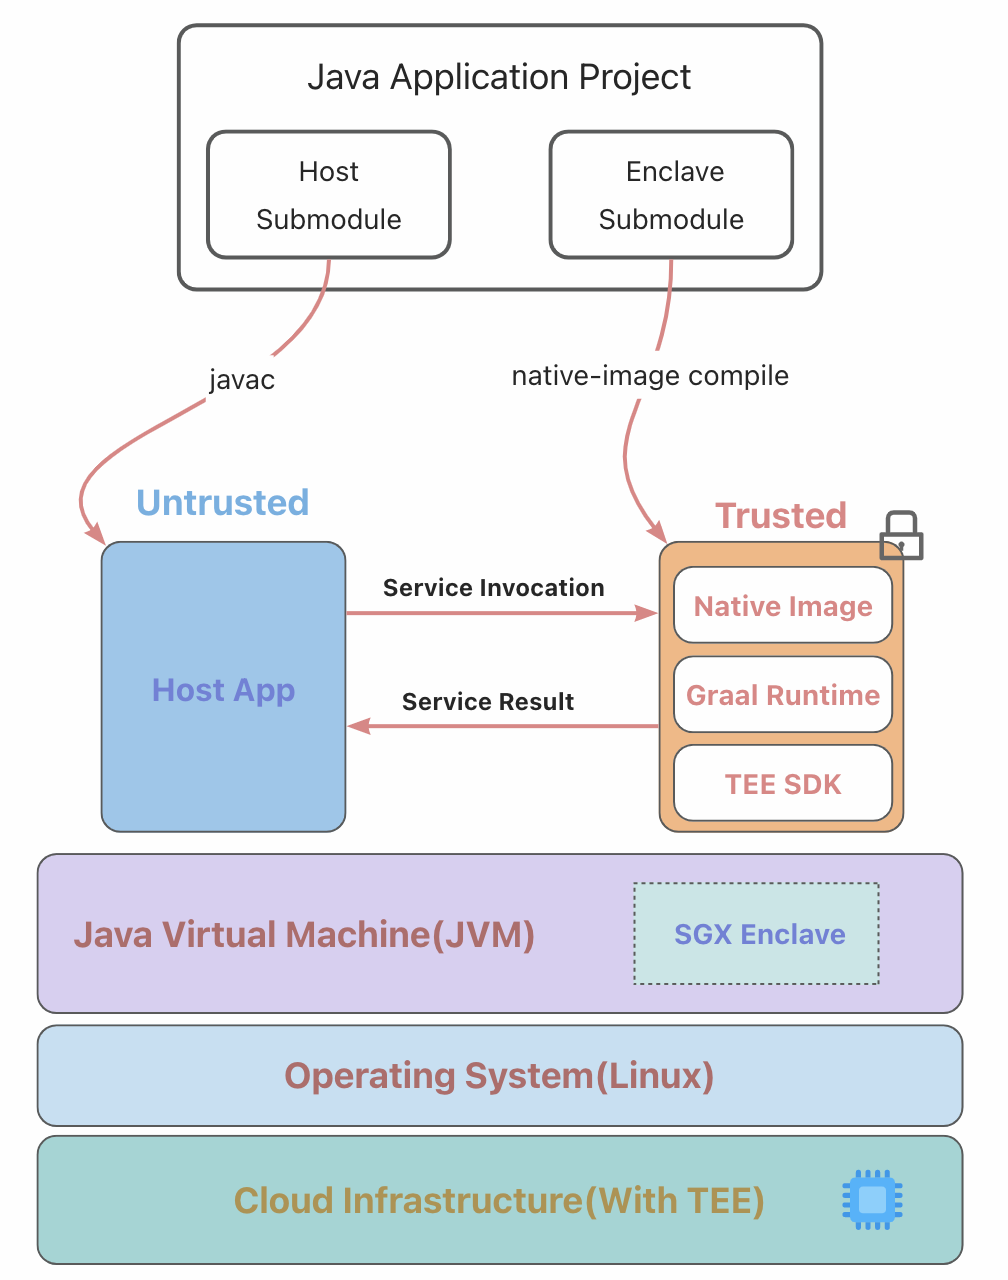 Java Application Project
Host
Submodule
Enclave
Submodule
javac
native-image compile
Untrusted
Trusted
Host App
Service Invocation
Service Result
Native Image
Graal Runtime
TEE SDK
Java Virtual Machine(JVM)
SGX Enclave
Operating System(Linux)
Cloud Infrastructure(With TEE)